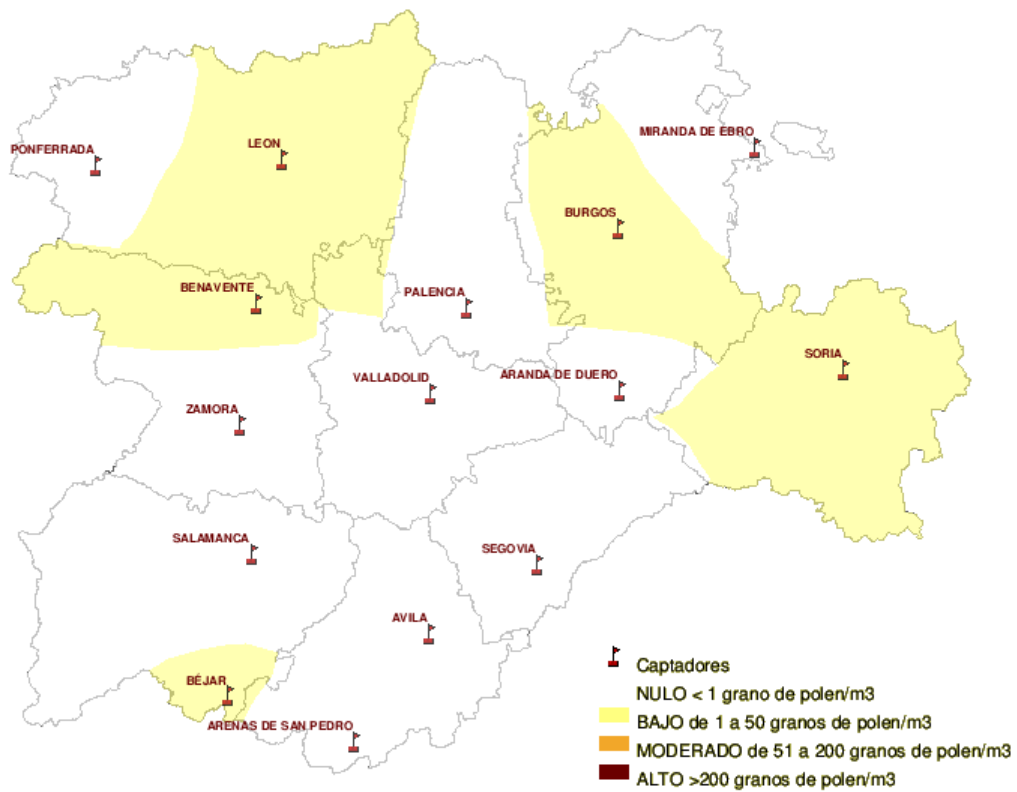 MIRANDA DE EBRO
PONFERRADA
LEON
BURGOS
BENAVENTE
PALENCIA
SORIA
VALLADOLID
ARANDA DE DUERO
ZAMORA
SALAMANCA
SEGOVIA
AVILA
BÉJAR
ARENAS DE SAN PEDRO
Captadores
NULO < 1 grano de polen/m3
BAJO de 1 a 50 granos de polen/m3
MODERADO de 51 a 200 granos de polen/m3
ALTO >200 granos de polen/m3